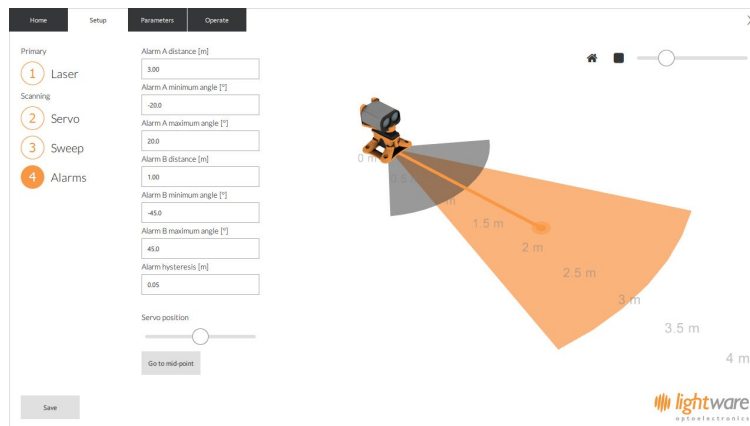 Home Setup Parameters Operate
Primary
1 Laser
Scanning
2 Servo
3 Sweep
4 Alarms
Alarm A distance [m]
3.00
Alarm A minimum angle [°]
-20.0
Alarm A maximum angle [°]
20.0
Alarm B distance [m]
1.00
Alarm B minimum angle [°]
-45.0
Alarm B maximum angle [°]
45.0
Alarm hysteresis [m]
0.05
Servo position
Go to mid-point
Save
0 m
1.5 m
2 m
2.5 m
3 m
3.5 m
4 m
lightware
optoelectronics